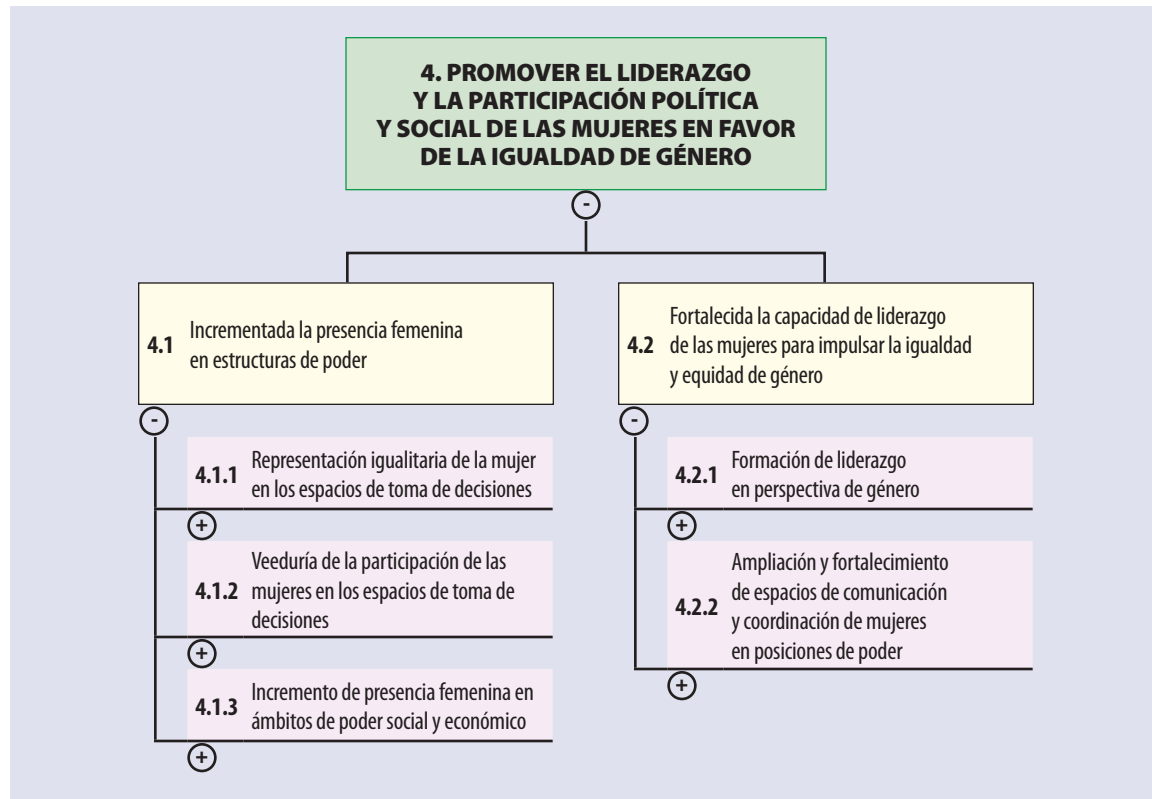 4. PROMOVER EL LIDERAZGO
Y LA PARTICIPACIÓN POLÍTICA
Y SOCIAL DE LAS MUJERES EN FAVOR
DE LA IGUALDAD DE GÉNERO
-
4.1 Incrementada la presencia femenina
en estructuras de poder
-
4.1.1 Representación igualitaria de la mujer
en los espacios de toma de decisiones
+
4.1.2 Veeduría de la participación de las
mujeres en los espacios de toma de
decisiones
+
4.1.3 Incremento de presencia femenina en
ámbitos de poder social y económico
+
4.2 Fortalecida la capacidad de liderazgo
de las mujeres para impulsar la igualdad
y equidad de género
-
4.2.1 Formación de liderazgo
en perspectiva de género
+
4.2.2 Ampliación y fortalecimiento
de espacios de comunicación
y coordinación de mujeres
en posiciones de poder
+